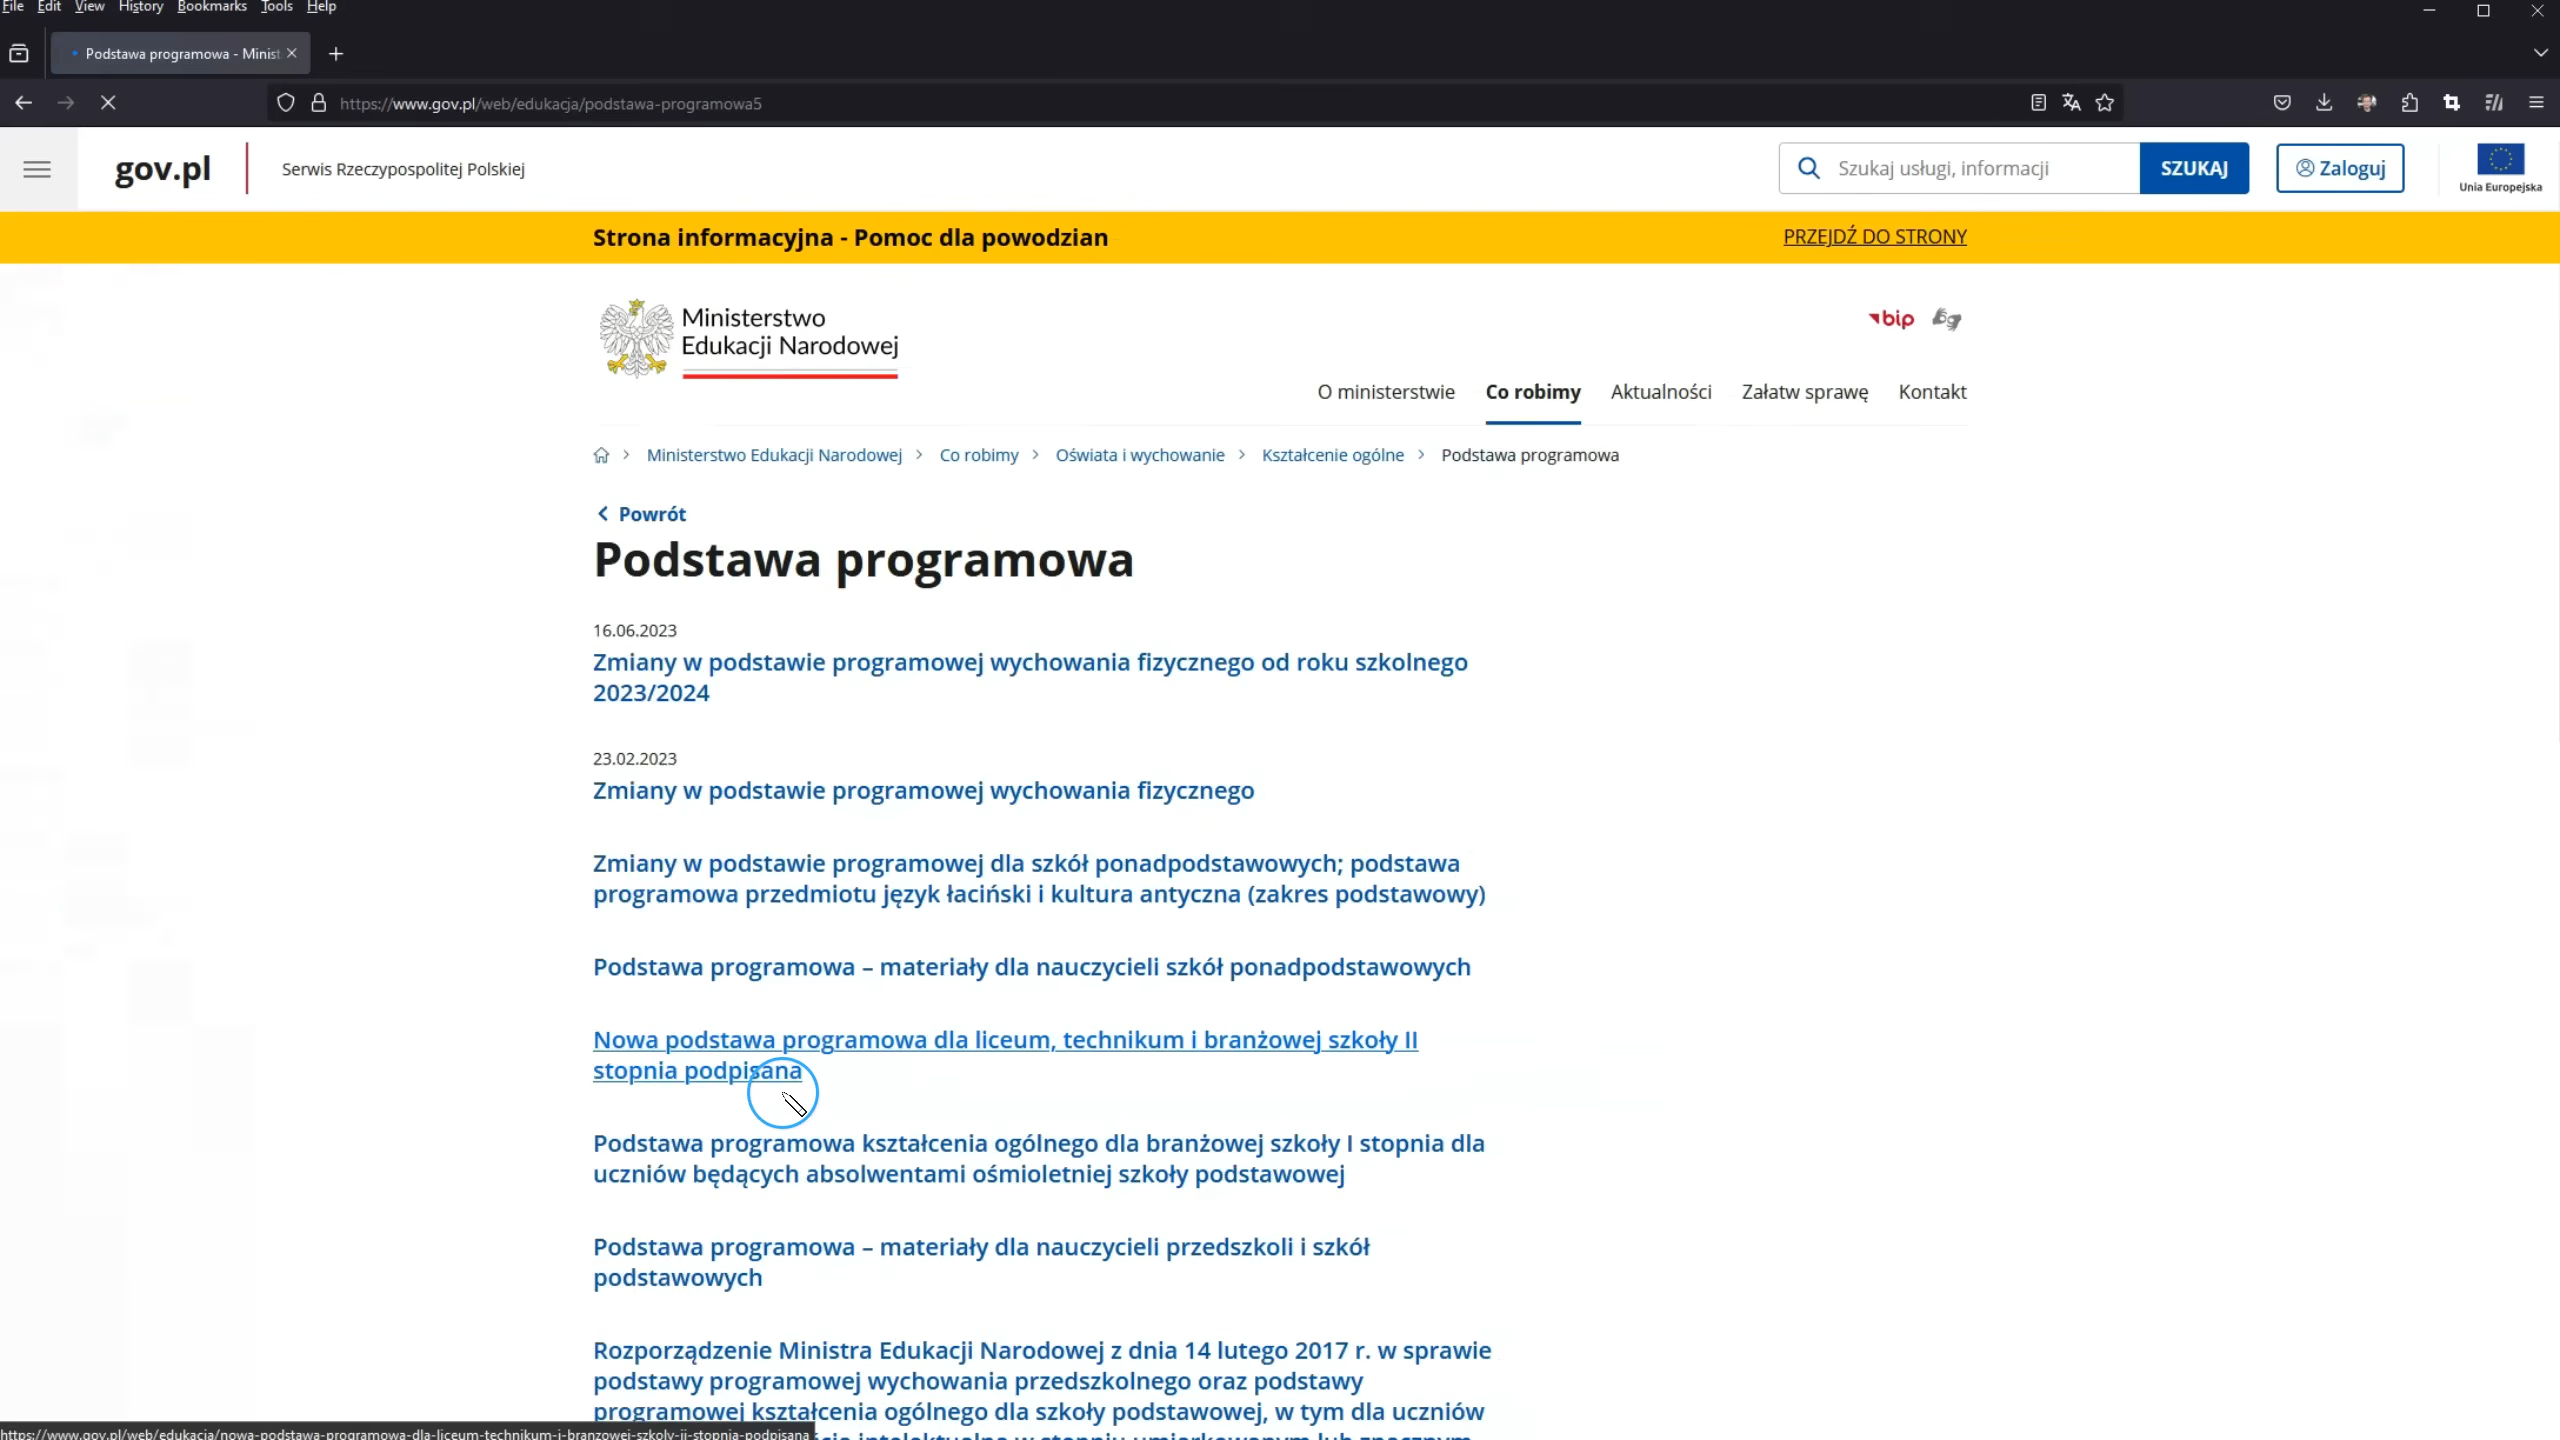 File Edit View History Bookmarks Tools Help
Podstawa programowa - Minist
https://www.gov.pl/web/edukacja/podstawa-programowa5
gov.pl
Serwis Rzeczypospolitej Polskiej
Szukaj usługi, informacji
SZUKAJ
Zaloguj
Unia Europejska
Strona informacyjna - Pomoc dla powodzian
PRZEJDŹ DO STRONY
Ministerstwo
Edukacji Narodowej
bip
O ministerstwie Co robimy Aktualności Załatw sprawę Kontakt
Ministerstwo Edukacji Narodowej > Co robimy > Oświata i wychowanie > Kształcenie ogólne > Podstawa programowa
Powrót
Podstawa programowa
16.06.2023
Zmiany w podstawie programowej wychowania fizycznego od roku szkolnego
2023/2024
23.02.2023
Zmiany w podstawie programowej wychowania fizycznego
Zmiany w podstawie programowej dla szkół ponadpodstawowych; podstawa
programowa przedmiotu język łaciński i kultura antyczna (zakres podstawowy)
Podstawa programowa – materiały dla nauczycieli szkół ponadpodstawowych
Nowa podstawa programowa dla liceum, technikum i branżowej szkoły II
stopnia podpisana
Podstawa programowa kształcenia ogólnego dla branżowej szkoły I stopnia dla
uczniów będących absolwentami ośmioletniej szkoły podstawowej
Podstawa programowa – materiały dla nauczycieli przedszkoli i szkół
podstawowych
Rozporządzenie Ministra Edukacji Narodowej z dnia 14 lutego 2017 r. w sprawie
podstawy programowej wychowania przedszkolnego oraz podstawy
programowej kształcenia ogólnego dla szkoły podstawowej, w tym dla uczniów
https://www.gov.pl/web/edukacja/nowa-podstawa-programowa-dla-liceum-technikum-i-branzowej-szkoly-ii-stopnia-podpisana